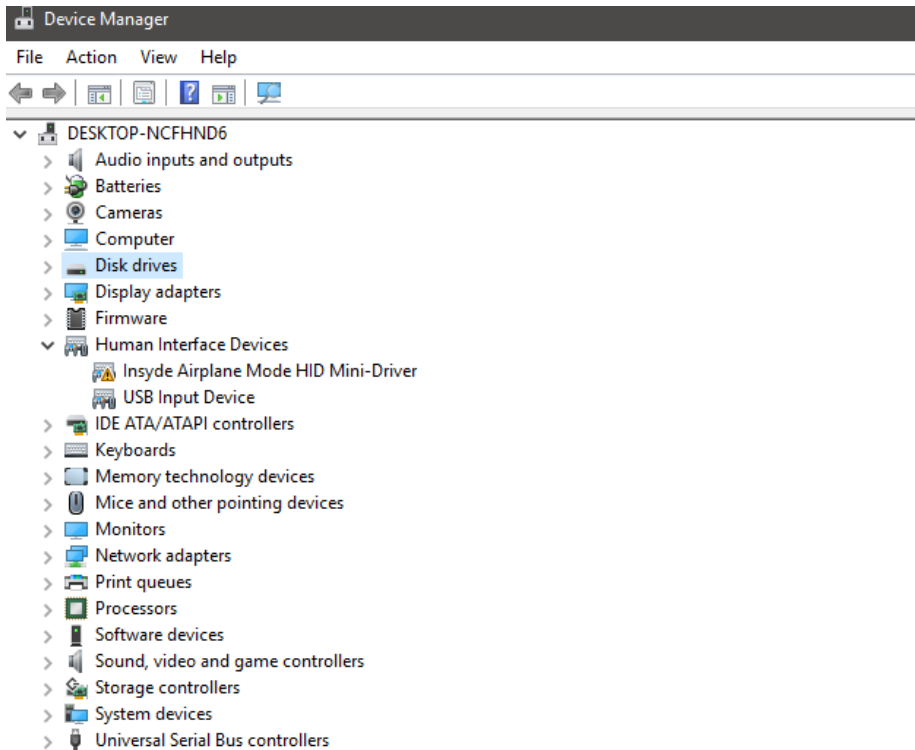 Device Manager
File Action View Help
DESKTOP-NCFHND6
Audio inputs and outputs
Batteries
Cameras
Computer
Disk drives
Display adapters
Firmware
Human Interface Devices
Insyde Airplane Mode HID Mini-Driver
USB Input Device
IDE ATA/ATAPI controllers
Keyboards
Memory technology devices
Mice and other pointing devices
Monitors
Network adapters
Print queues
Processors
Software devices
Sound, video and game controllers
Storage controllers
System devices
Universal Serial Bus controllers